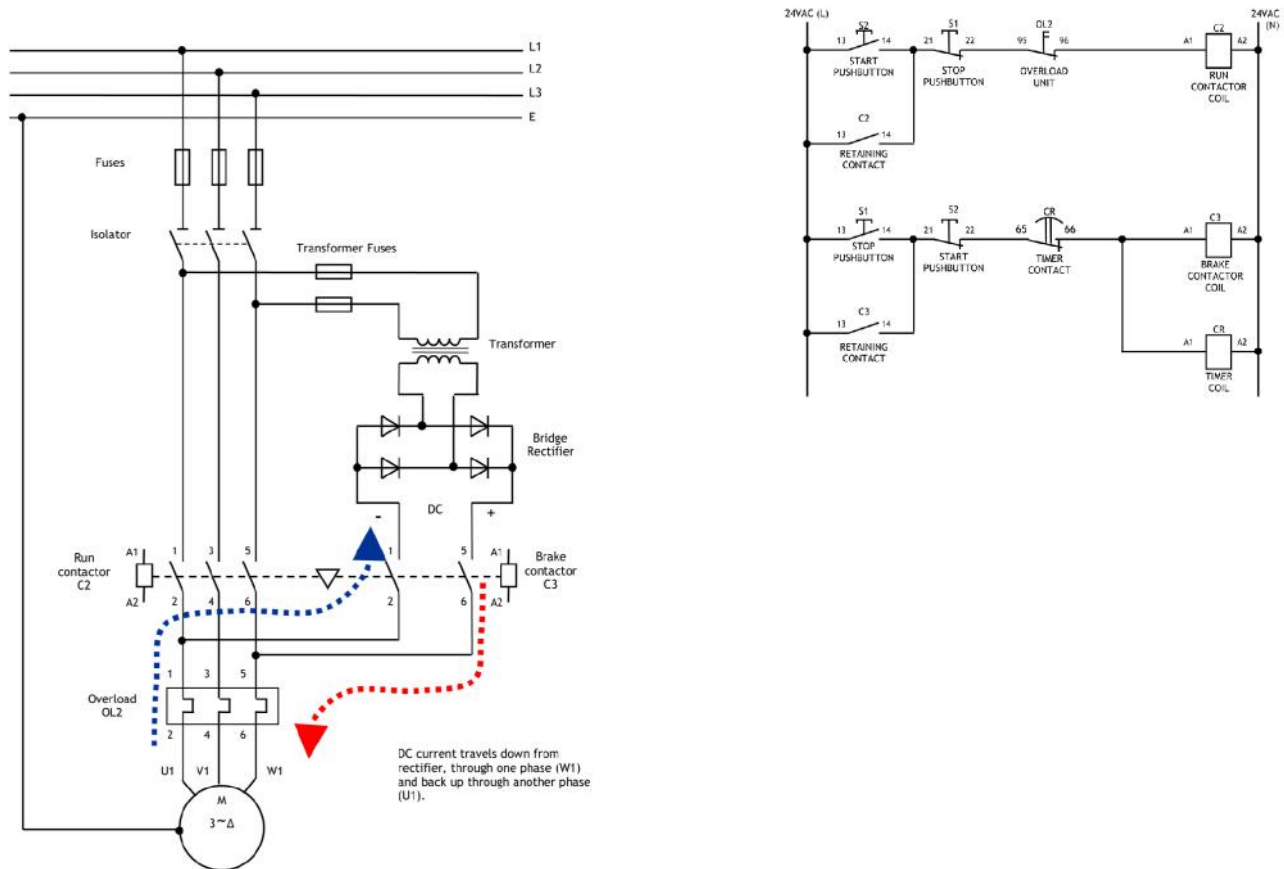 L1
L2
L3
E
Fuses
Isolator
Transformer Fuses
Transformer
Bridge
Rectifier
DC
-
+
Run
contactor
C2
A1
A2
1
3
5
2
4
6
1
5
2
6
A1
A2
Brake
contactor
C3
Overload
OL2
1
3
5
2
4
6
U1
V1
W1
M
3~Δ
DC current travels down from
rectifier, through one phase (W1)
and back up through another phase
(U1).
24VAC (L)
24VAC
(N)
S2
13 14
START
PUSHBUTTON
S1
21 22
STOP
PUSHBUTTON
OL2
95 96
OVERLOAD
UNIT
C2
A1 A2
RUN
CONTACTOR
COIL
C2
13 14
RETAINING
CONTACT
S1
13 14
STOP
PUSHBUTTON
S2
21 22
START
PUSHBUTTON
CR
65 66
TIMER
CONTACT
C3
A1 A2
BRAKE
CONTACTOR
COIL
C3
13 14
RETAINING
CONTACT
CR
A1 A2
TIMER
COIL